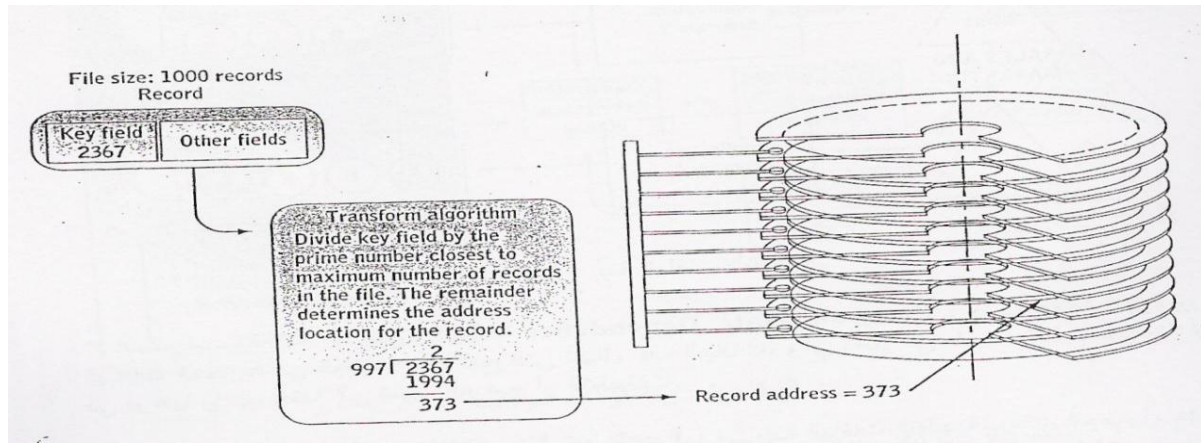 File size: 1000 records
Record
Key field
2367
Other fields
Transform algorithm
Divide key field by the
prime number closest to
maximum number of records
in the file. The remainder
determines the address
location for the record.
2
997 2367
1994
373
Record address = 373